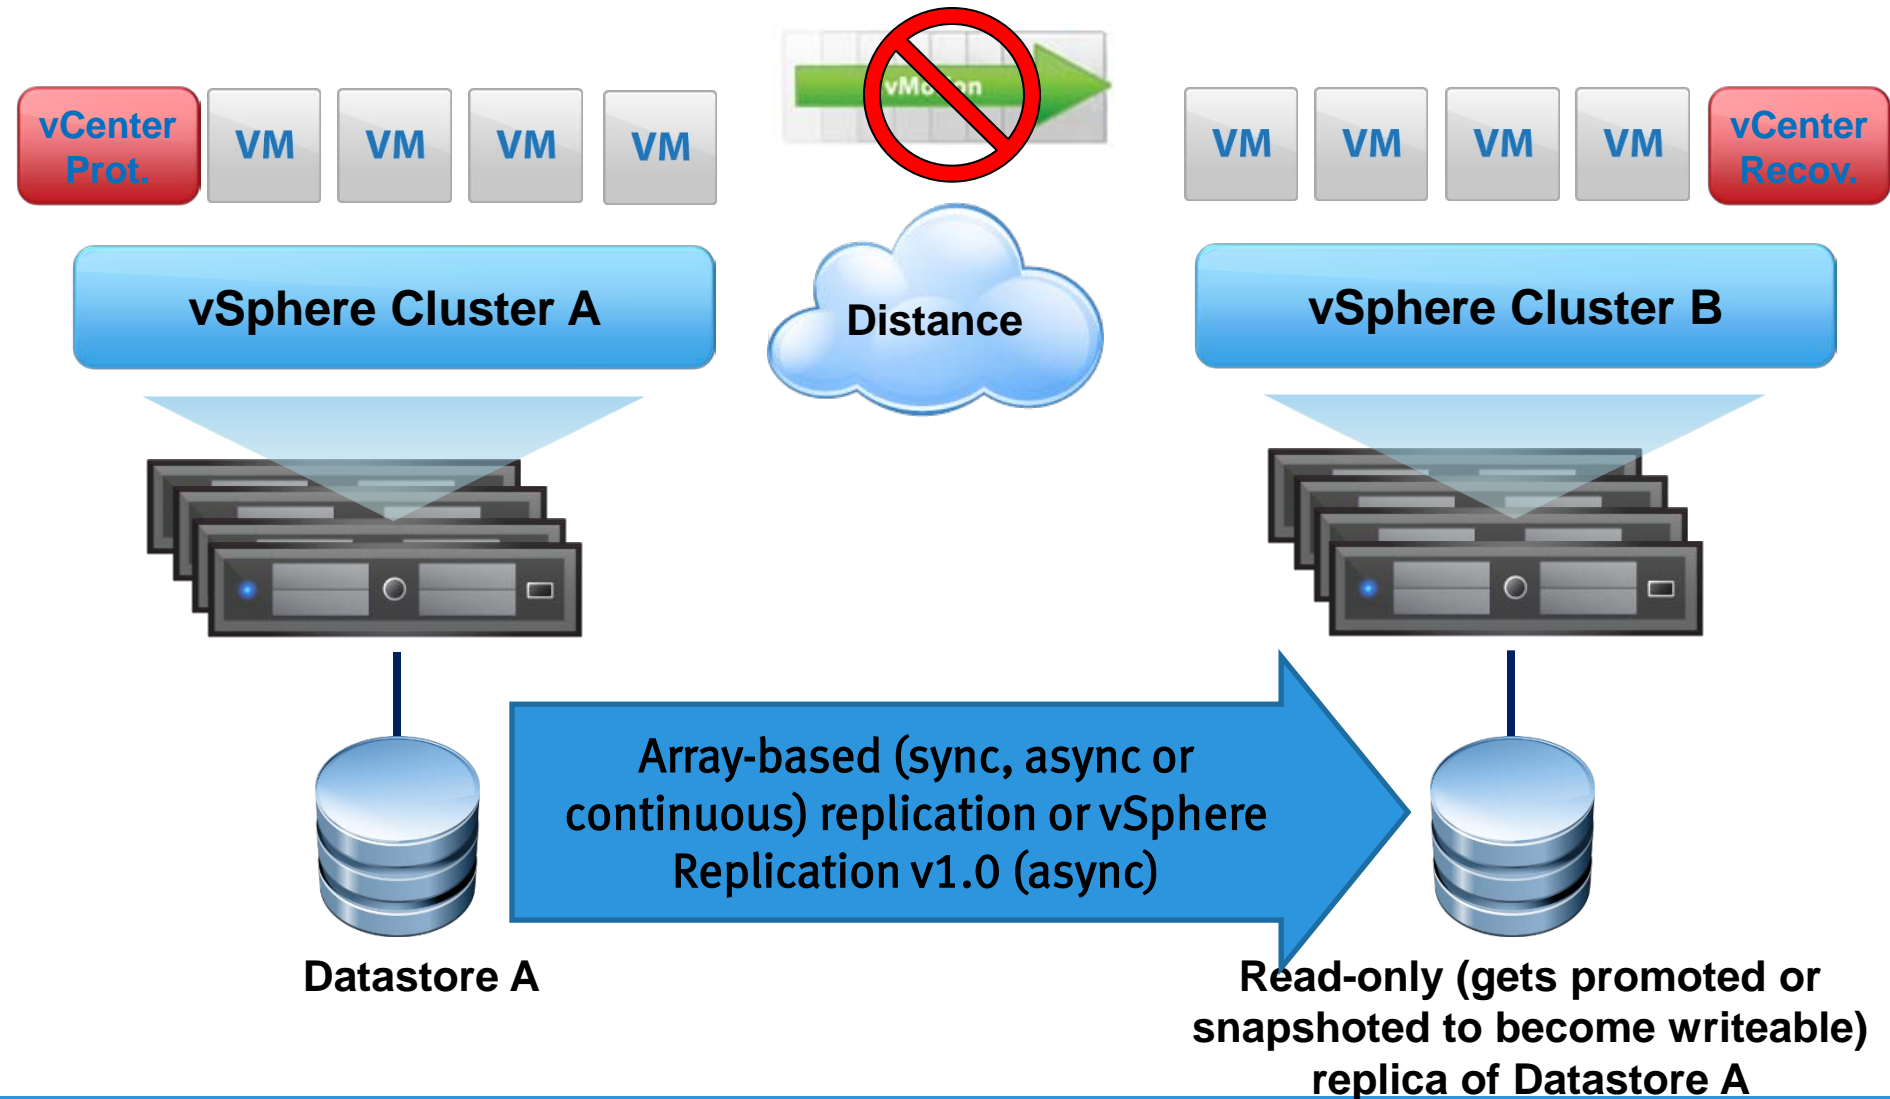 vMotion
vCenter
Prot.
VM
VM
VM
VM
VM
VM
VM
VM
vCenter
Recov.
vSphere Cluster A
Distance
vSphere Cluster B
Array-based (sync, async or
continuous) replication or vSphere
Replication v1.0 (async)
Datastore A
Read-only (gets promoted or
snapshoted to become writeable)
replica of Datastore A